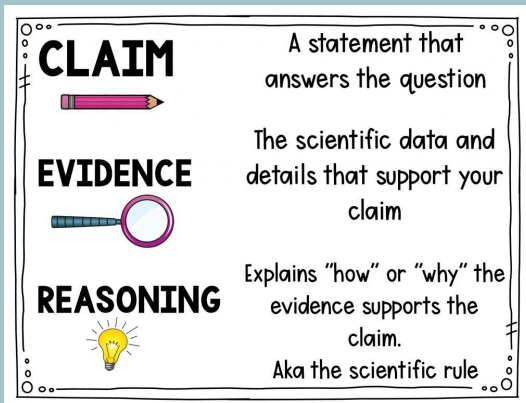 CLAIM
A statement that
answers the question
EVIDENCE
The scientific data and
details that support your
claim
REASONING
Explains "how" or "why" the
evidence supports the
claim.
Aka the scientific rule